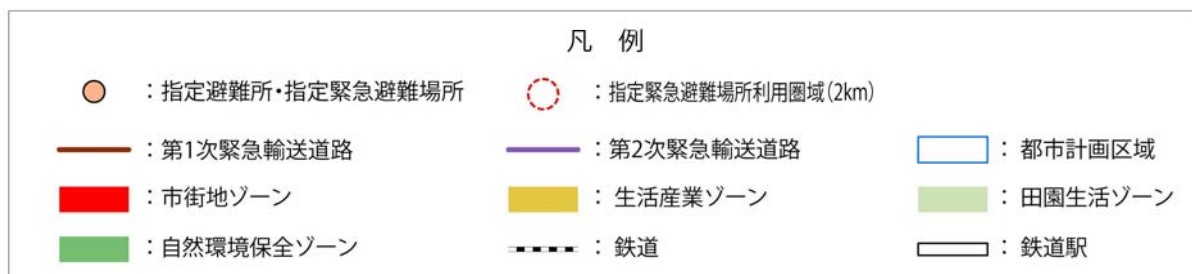 凡 例
：指定避難所・指定緊急避難場所 ：指定緊急避難場所利用圏域（2km）
：第1次緊急輸送道路 ：第2次緊急輸送道路 ：都市計画区域
：市街地ゾーン ：生活産業ゾーン ：田園生活ゾーン
：自然環境保全ゾーン ：鉄道 ：鉄道駅